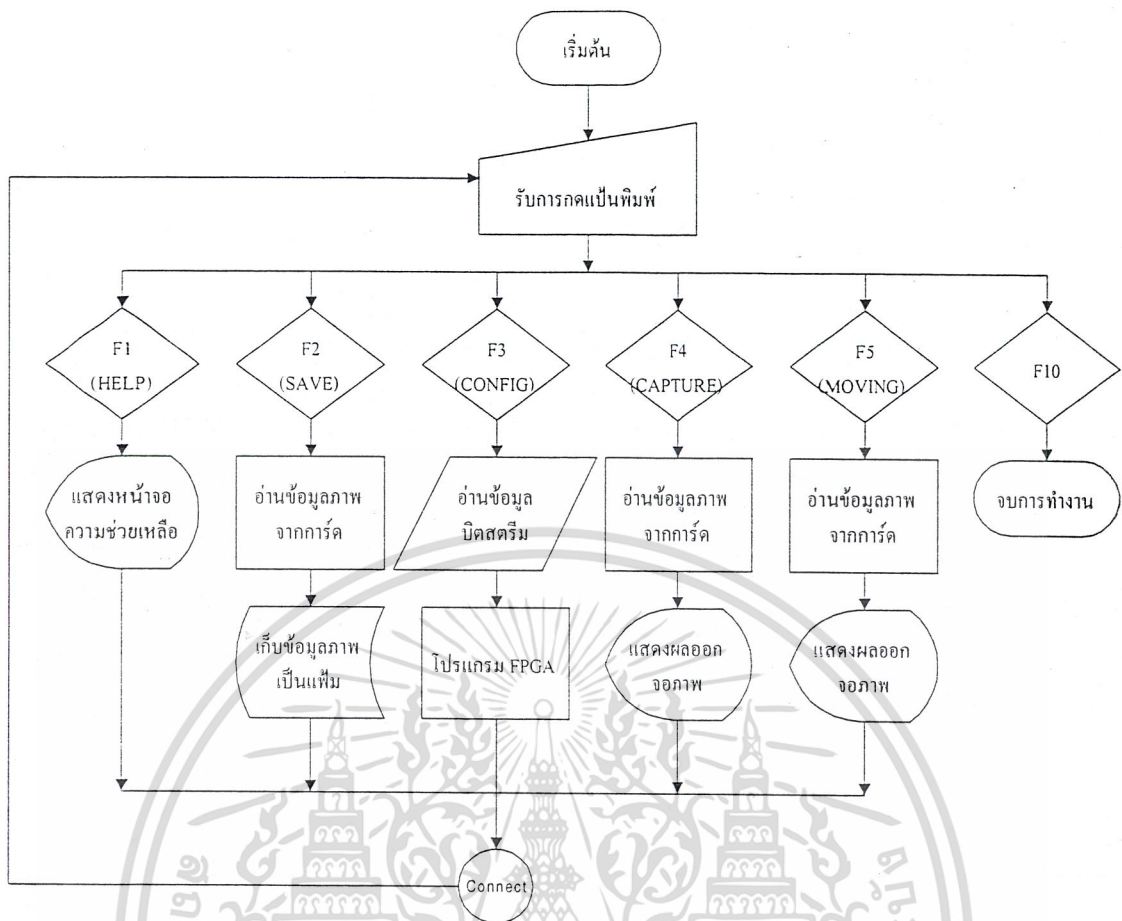 เริ่มต้น
รับการกดแป้นพิมพ์
F1
(HELP)
F2
(SAVE)
F3
(CONFIG)
F4
(CAPTURE)
F5
(MOVING)
F10
แสดงหน้าจอ
ความช่วยเหลือ
อ่านข้อมูลภาพ
จากการ์ด
อ่านข้อมูล
บิตสตรีม
อ่านข้อมูลภาพ
จากการ์ด
อ่านข้อมูลภาพ
จากการ์ด
จบการทำงาน
เก็บข้อมูลภาพ
เป็นแฟ้ม
โปรแกรม FPGA
แสดงผลออก
จอภาพ
แสดงผลออก
จอภาพ
Connect